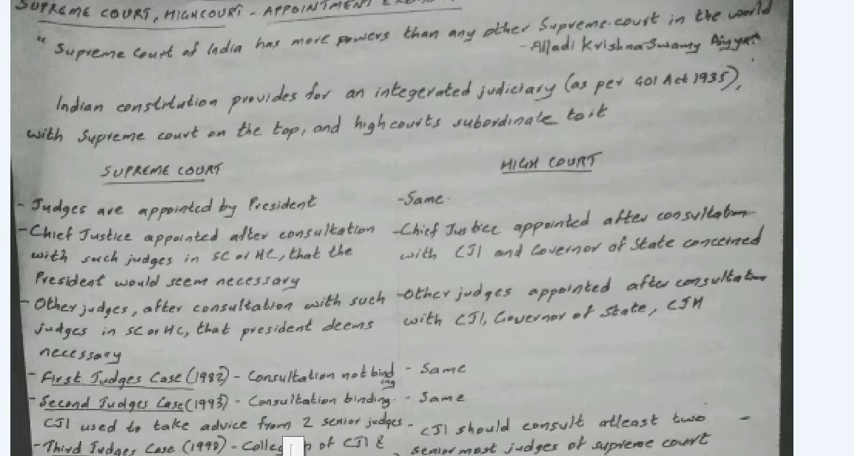 SUPREME COURT, HIGHCOURT - APPOINTMENT
"Supreme Court of India has more powers than any other Supreme-court in the world
- Alladi Krishna Swamy Aiyyar
Indian constitution provides for an integerated judiciary (as per GOI Act 1935),
with Supreme court on the top, and highcourts subordinate to it
SUPREME COURT
- Judges are appointed by President
- Chief Justice appointed after consultation
with such judges in SC or HC, that the
President would seem necessary
- Other judges, after consultation with such
judges in SC or HC, that president deems
necessary
- First Judges Case (1982) - Consultation not binding
- Second Judges Case (1993) - Consultation binding.
CJI used to take advice from 2 senior judges
- Third Judges Case (1998) - of CJI &
HIGH COURT
- Same.
- Chief Justice appointed after consultation
with CJI and Governor of State concerned
- Other judges appointed after consultation
with CJI, Governor of State, CJH
- Same
- Same
- CJI should consult atleast two -
senior most judges of supreme court